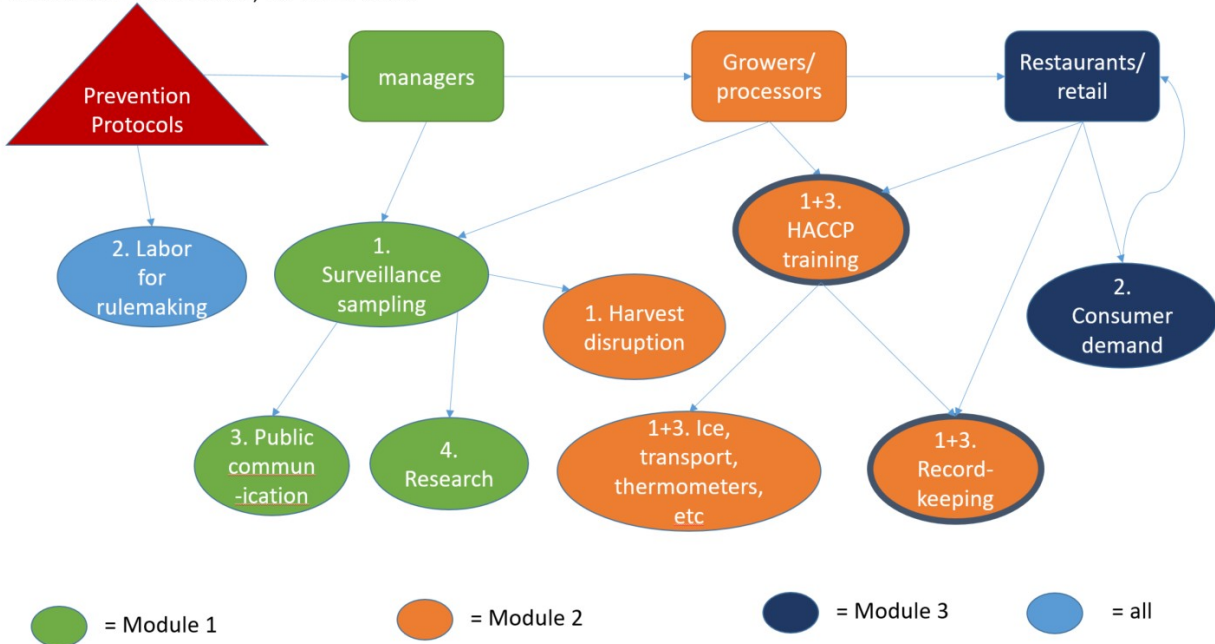 Prevention
Protocols
managers
Growers/
processors
Restaurants/
retail
2. Labor
for
rulemaking
1.
Surveillance
sampling
1. Harvest
disruption
1+3.
HACCP
training
2.
Consumer
demand
3. Public
commun
-ication
4.
Research
1+3. Ice,
transport,
thermometers,
etc
1+3.
Record-
keeping
= Module 1
= Module 2
= Module 3
= all